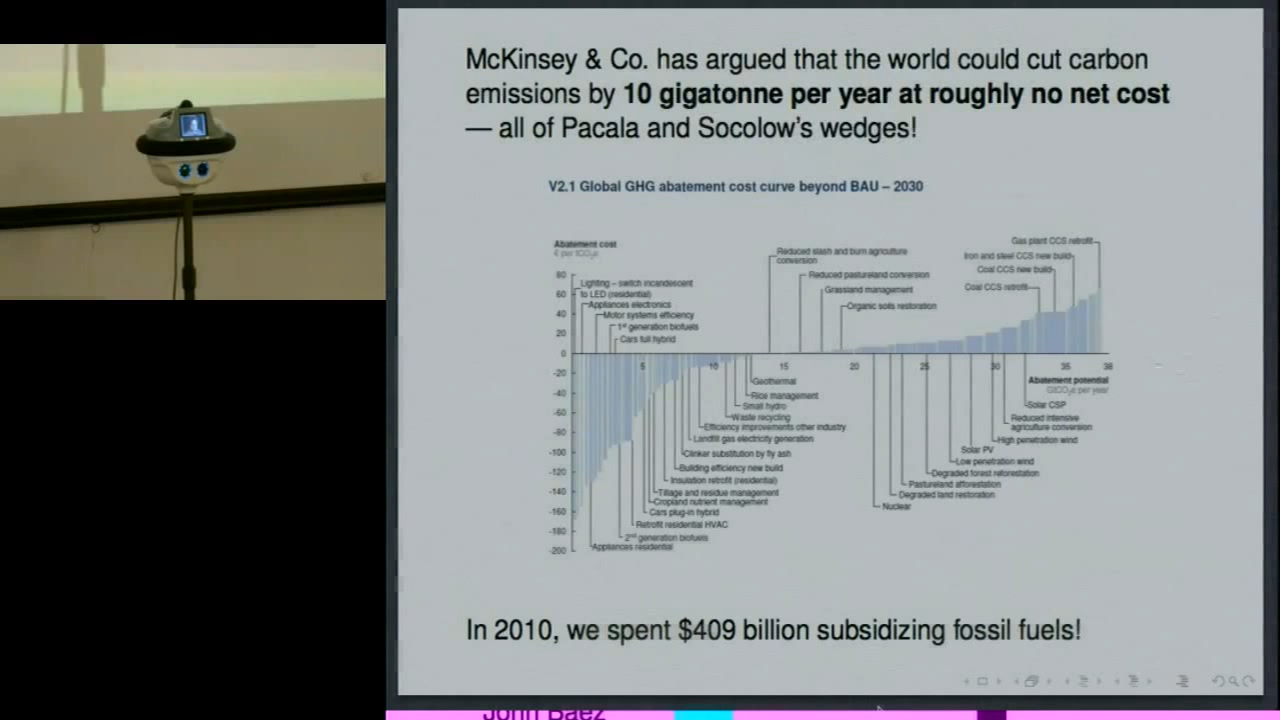 McKinsey & Co. has argued that the world could cut carbon
emissions by 10 gigatonne per year at roughly no net cost
— all of Pacala and Socolow's wedges!
V2.1 Global GHG abatement cost curve beyond BAU – 2030
Abatement cost
€ per tCO₂e
80
60
40
20
0
-20
-40
-60
-80
-100
-120
-140
-160
-180
-200
Lighting – switch incandescent
to LED (residential)
Appliances electronics
Motor systems efficiency
1st generation biofuels
Cars full hybrid
Reduced slash and burn agriculture
conversion
Reduced pastureland conversion
Grassland management
Organic soils restoration
Gas plant CCS retrofit
Iron and steel CCS new build
Coal CCS new build
Coal CCS retrofit
5
10
15
20
25
30
35
38
Abatement potential
GtCO₂e per year
Geothermal
Rice management
Small hydro
Waste recycling
Efficiency improvements other industry
Landfill gas electricity generation
Clinker substitution by fly ash
Building efficiency new build
Insulation retrofit (residential)
Tillage and residue management
Cropland nutrient management
Cars plug-in hybrid
Retrofit residential HVAC
2nd generation biofuels
Appliances residential
Solar CSP
Reduced intensive
agriculture conversion
High penetration wind
Solar PV
Low penetration wind
Degraded forest reforestation
Pastureland afforestation
Degraded land restoration
Nuclear
In 2010, we spent $409 billion subsidizing fossil fuels!
John Baez